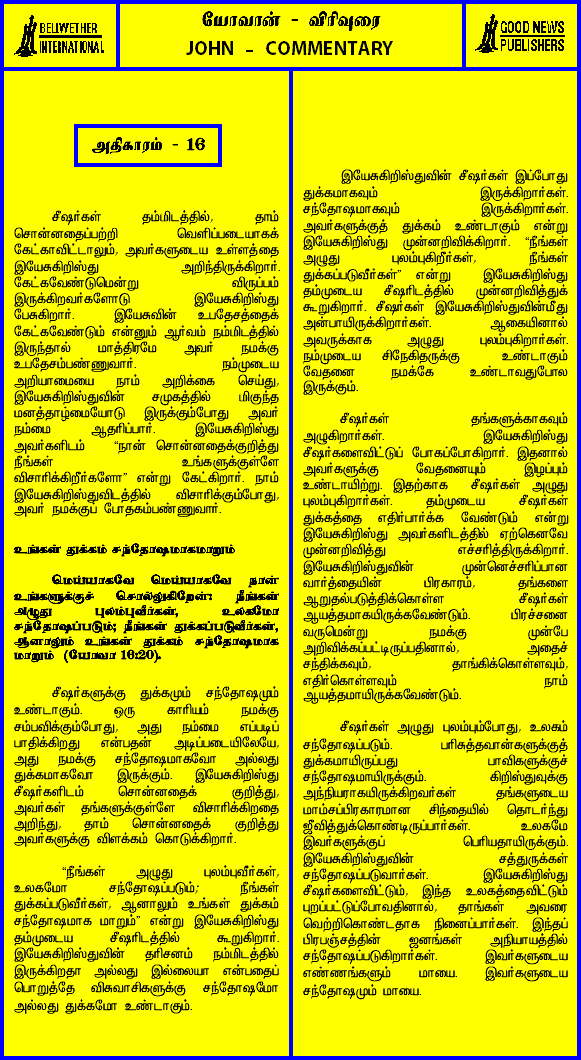 BELWETHER
INTERNATIONAL
யோவான் - விரிவுரை
JOHN - COMMENTARY
GOOD NEWS
PUBLISHERS
அதிகாரம் - 16
சீஷர்கள் தம்மிடத்தில், தாம்
சொன்னதைப்பற்றி வெளிப்படையாகக்
கேட்காவிட்டாலும், அவர்களுடைய உள்ளத்தை
இயேசுகிறிஸ்து அறிந்திருக்கிறார்.
கேட்கவேண்டுமென்று விருப்பம்
இருக்கிறவர்களோடு இயேசுகிறிஸ்து
பேசுகிறார். இயேசுவின் உபதேசத்தைக்
கேட்கவேண்டும் என்னும் ஆர்வம் நம்மிடத்தில்
இருந்தால் மாத்திரமே அவர் நமக்கு
உபதேசம்பண்ணுவார். நம்முடைய
அறியாமையை நாம் அறிக்கை செய்து,
இயேசுகிறிஸ்துவின் சமுகத்தில் மிகுந்த
மனத்தாழ்மையோடு இருக்கும்போது அவர்
நம்மை ஆதரிப்பார். இயேசுகிறிஸ்து
அவர்களிடம் "நான் சொன்னதைக்குறித்து
நீங்கள் உங்களுக்குள்ளே
விசாரிக்கிறீர்களோ" என்று கேட்கிறார். நாம்
இயேசுகிறிஸ்துவிடத்தில் விசாரிக்கும்போது,
அவர் நமக்குப் போதகம்பண்ணுவார்.
உங்கள் துக்கம் சந்தோஷமாகமாறும்
மெய்யாகவே மெய்யாகவே நான்
உங்களுக்குச் சொல்லுகிறேன்: நீங்கள்
அழுது புலம்புவீர்கள், உலகமோ
சந்தோஷப்படும்; நீங்கள் துக்கப்படுவீர்கள்,
ஆனாலும் உங்கள் துக்கம் சந்தோஷமாக
மாறும் (யோவா 16:20).
சீஷர்களுக்கு துக்கமும் சந்தோஷமும்
உண்டாகும். ஒரு காரியம் நமக்கு
சம்பவிக்கும்போது, அது நம்மை எப்படிப்
பாதிக்கிறது என்பதன் அடிப்படையிலேயே,
அது நமக்கு சந்தோஷமாகவோ அல்லது
துக்கமாகவோ இருக்கும். இயேசுகிறிஸ்து
சீஷர்களிடம் சொன்னதைக் குறித்து,
அவர்கள் தங்களுக்குள்ளே விசாரிக்கிறதை
அறிந்து, தாம் சொன்னதைக் குறித்து
அவர்களுக்கு விளக்கம் கொடுக்கிறார்.
"நீங்கள் அழுது புலம்புவீர்கள்,
உலகமோ சந்தோஷப்படும்; நீங்கள்
துக்கப்படுவீர்கள், ஆனாலும் உங்கள் துக்கம்
சந்தோஷமாக மாறும்" என்று இயேசுகிறிஸ்து
தம்முடைய சீஷரிடத்தில் கூறுகிறார்.
இயேசுகிறிஸ்துவின் தரிசனம் நம்மிடத்தில்
இருக்கிறதா அல்லது இல்லையா என்பதைப்
பொறுத்தே விசுவாசிகளுக்கு சந்தோஷமோ
அல்லது துக்கமோ உண்டாகும்.
இயேசுகிறிஸ்துவின் சீஷர்கள் இப்போது
துக்கமாகவும் இருக்கிறார்கள்.
சந்தோஷமாகவும் இருக்கிறார்கள்.
அவர்களுக்குத் துக்கம் உண்டாகும் என்று
இயேசுகிறிஸ்து முன்னறிவிக்கிறார். "நீங்கள்
அழுது புலம்புகிறீர்கள், நீங்கள்
துக்கப்படுவீர்கள்" என்று இயேசுகிறிஸ்து
தம்முடைய சீஷரிடத்தில் முன்னறிவித்துக்
கூறுகிறார். சீஷர்கள் இயேசுகிறிஸ்துவின்மீது
அன்பாயிருக்கிறார்கள். ஆகையினால்
அவருக்காக அழுது புலம்புகிறார்கள்.
நம்முடைய சிநேகிதருக்கு உண்டாகும்
வேதனை நமக்கே உண்டாவதுபோல
இருக்கும்.
சீஷர்கள் தங்களுக்காகவும்
அழுகிறார்கள். இயேசுகிறிஸ்து
சீஷர்களைவிட்டுப் போகப்போகிறார். இதனால்
அவர்களுக்கு வேதனையும் இழப்பும்
உண்டாயிற்று. இதற்காக சீஷர்கள் அழுது
புலம்புகிறார்கள். தம்முடைய சீஷர்கள்
துக்கத்தை எதிர்பார்க்க வேண்டும் என்று
இயேசுகிறிஸ்து அவர்களிடத்தில் ஏற்கெனவே
முன்னறிவித்து எச்சரித்திருக்கிறார்.
இயேசுகிறிஸ்துவின் முன்னெச்சரிப்பான
வார்த்தையின் பிரகாரம், தங்களை
ஆறுதல்படுத்திக்கொள்ள சீஷர்கள்
ஆயத்தமாயிருக்கவேண்டும். பிரச்சனை
வருமென்று நமக்கு முன்பே
அறிவிக்கப்பட்டிருப்பதினால், அதைச்
சந்திக்கவும், தாங்கிக்கொள்ளவும்,
எதிர்கொள்ளவும் நாம்
ஆயத்தமாயிருக்கவேண்டும்.
சீஷர்கள் அழுது புலம்பும்போது, உலகம்
சந்தோஷப்படும். பரிசுத்தவான்களுக்குத்
துக்கமாயிருப்பது பாவிகளுக்குச்
சந்தோஷமாயிருக்கும். கிறிஸ்துவுக்கு
அந்நியராகயிருக்கிறவர்கள் தங்களுடைய
மாம்சப்பிரகாரமான சிந்தையில் தொடர்ந்து
ஜீவித்துக்கொண்டிருப்பார்கள். உலகமே
இவர்களுக்குப் பெரியதாயிருக்கும்.
இயேசுகிறிஸ்துவின் சத்துருக்கள்
சந்தோஷப்படுவார்கள். இயேசுகிறிஸ்து
சீஷர்களைவிட்டும், இந்த உலகத்தைவிட்டும்
புறப்பட்டுப்போவதினால், தாங்கள் அவரை
வெற்றிகொண்டதாக நினைப்பார்கள். இந்தப்
பிரபஞ்சத்தின் ஜனங்கள் அநியாயத்தில்
சந்தோஷப்படுகிறார்கள். இவர்களுடைய
எண்ணங்களும் மாயை. இவர்களுடைய
சந்தோஷமும் மாயை.